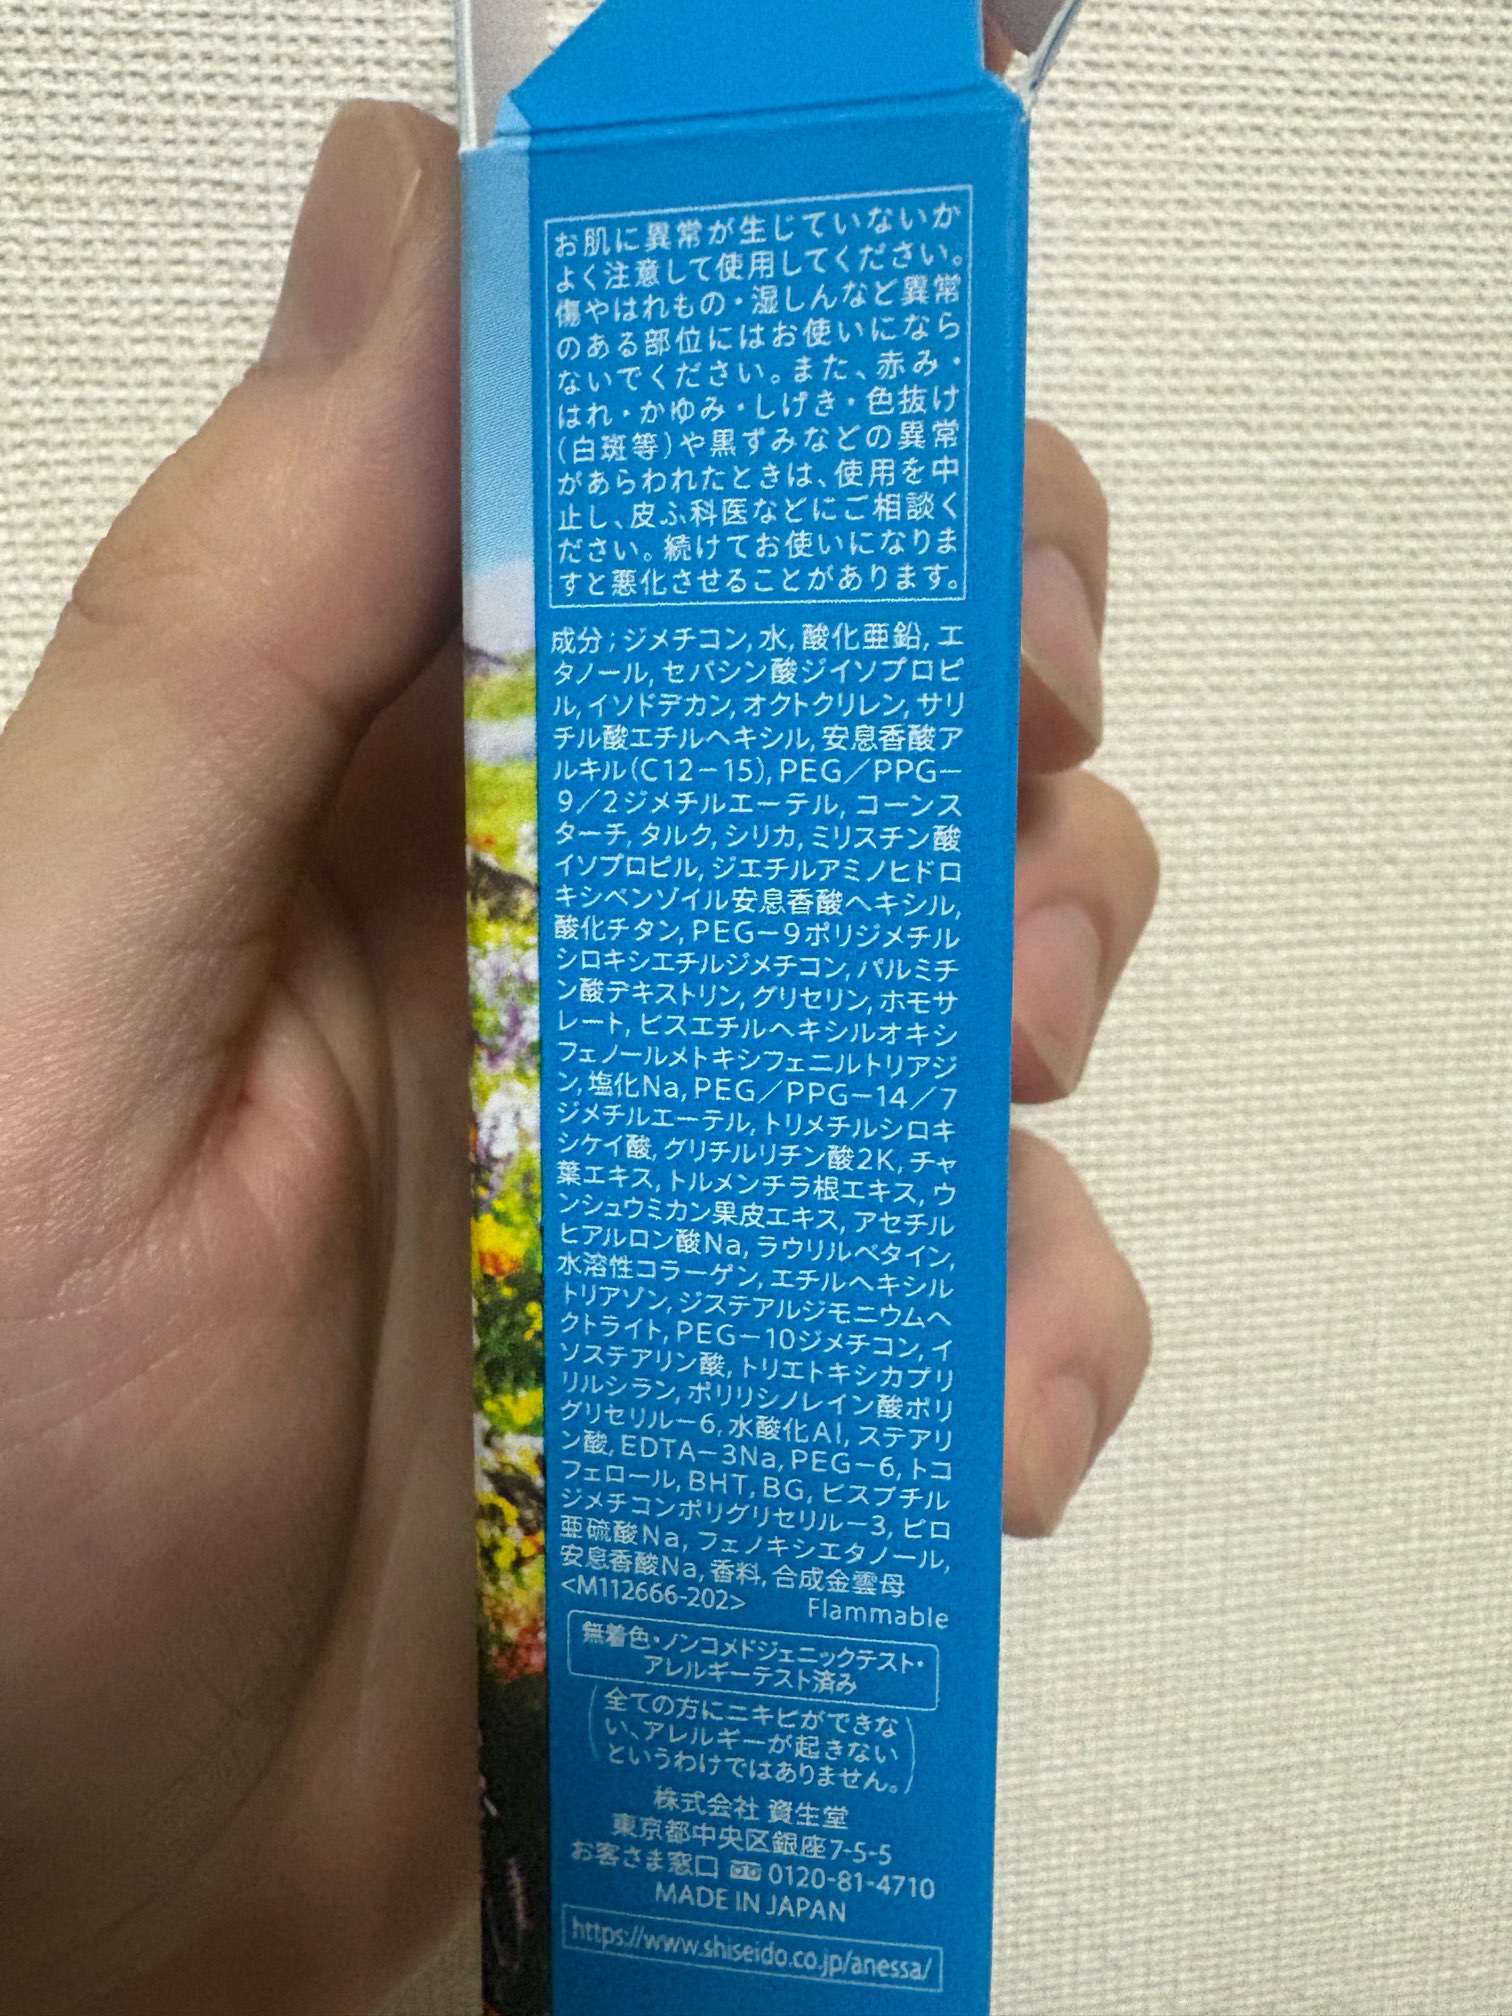 お肌に異常が生じていないか
よく注意して使用してください。
傷やはれもの・湿しんなど異常
のある部位にはお使いになら
ないでください。また、赤み・
はれ・かゆみ・しげき・色抜け
(白斑等)や黒ずみなどの異常
があらわれたときは、使用を中
止し、皮ふ科医などにご相談く
ださい。続けてお使いになりま
すと悪化させることがあります。
成分;ジメチコン,水,酸化亜鉛,エ
タノール,セバシン酸ジイソプロピ
ル,イソドデカン,オクトクリレン,サリ
チル酸エチルヘキシル,安息香酸ア
ルキル(C12－15),PEG／PPG－
9／2ジメチルエーテル,コーンス
ターチ,タルク,シリカ,ミリスチン酸
イソプロピル,ジエチルアミノヒドロ
キシベンゾイル安息香酸ヘキシル,
酸化チタン,PEG－9ポリジメチル
シロキシエチルジメチコン,パルミチ
ン酸デキストリン,グリセリン,ホモサ
レート,ビスエチルヘキシルオキシ
フェノールメトキシフェニルトリアジ
ン,塩化Na,PEG／PPG－14／7
ジメチルエーテル,トリメチルシロキ
シケイ酸,グリチルリチン酸2K,チャ
葉エキス,トルメンチラ根エキス,ウ
ンシュウミカン果皮エキス,アセチル
ヒアルロン酸Na,ラウリルベタイン,
水溶性コラーゲン,エチルヘキシル
トリアゾン,ジステアルジモニウムヘ
クトライト,PEG－10ジメチコン,イ
ソステアリン酸,トリエトキシカプリ
リルシラン,ポリリシノレイン酸ポリ
グリセリル－6,水酸化Al,ステアリ
ン酸,EDTA－3Na,PEG－6,トコ
フェロール,BHT,BG,ビスブチル
ジメチコンポリグリセリル－3,ピロ
亜硫酸Na,フェノキシエタノール,
安息香酸Na,香料,合成金雲母
<M112666-202> Flammable
無着色・ノンコメドジェニックテスト・
アレルギーテスト済み
(全ての方にニキビができな
い、アレルギーが起きない
というわけではありません。)
株式会社 資生堂
東京都中央区銀座7-5-5
お客さま窓口 0120-81-4710
MADE IN JAPAN
https://www.shiseido.co.jp/anessa/